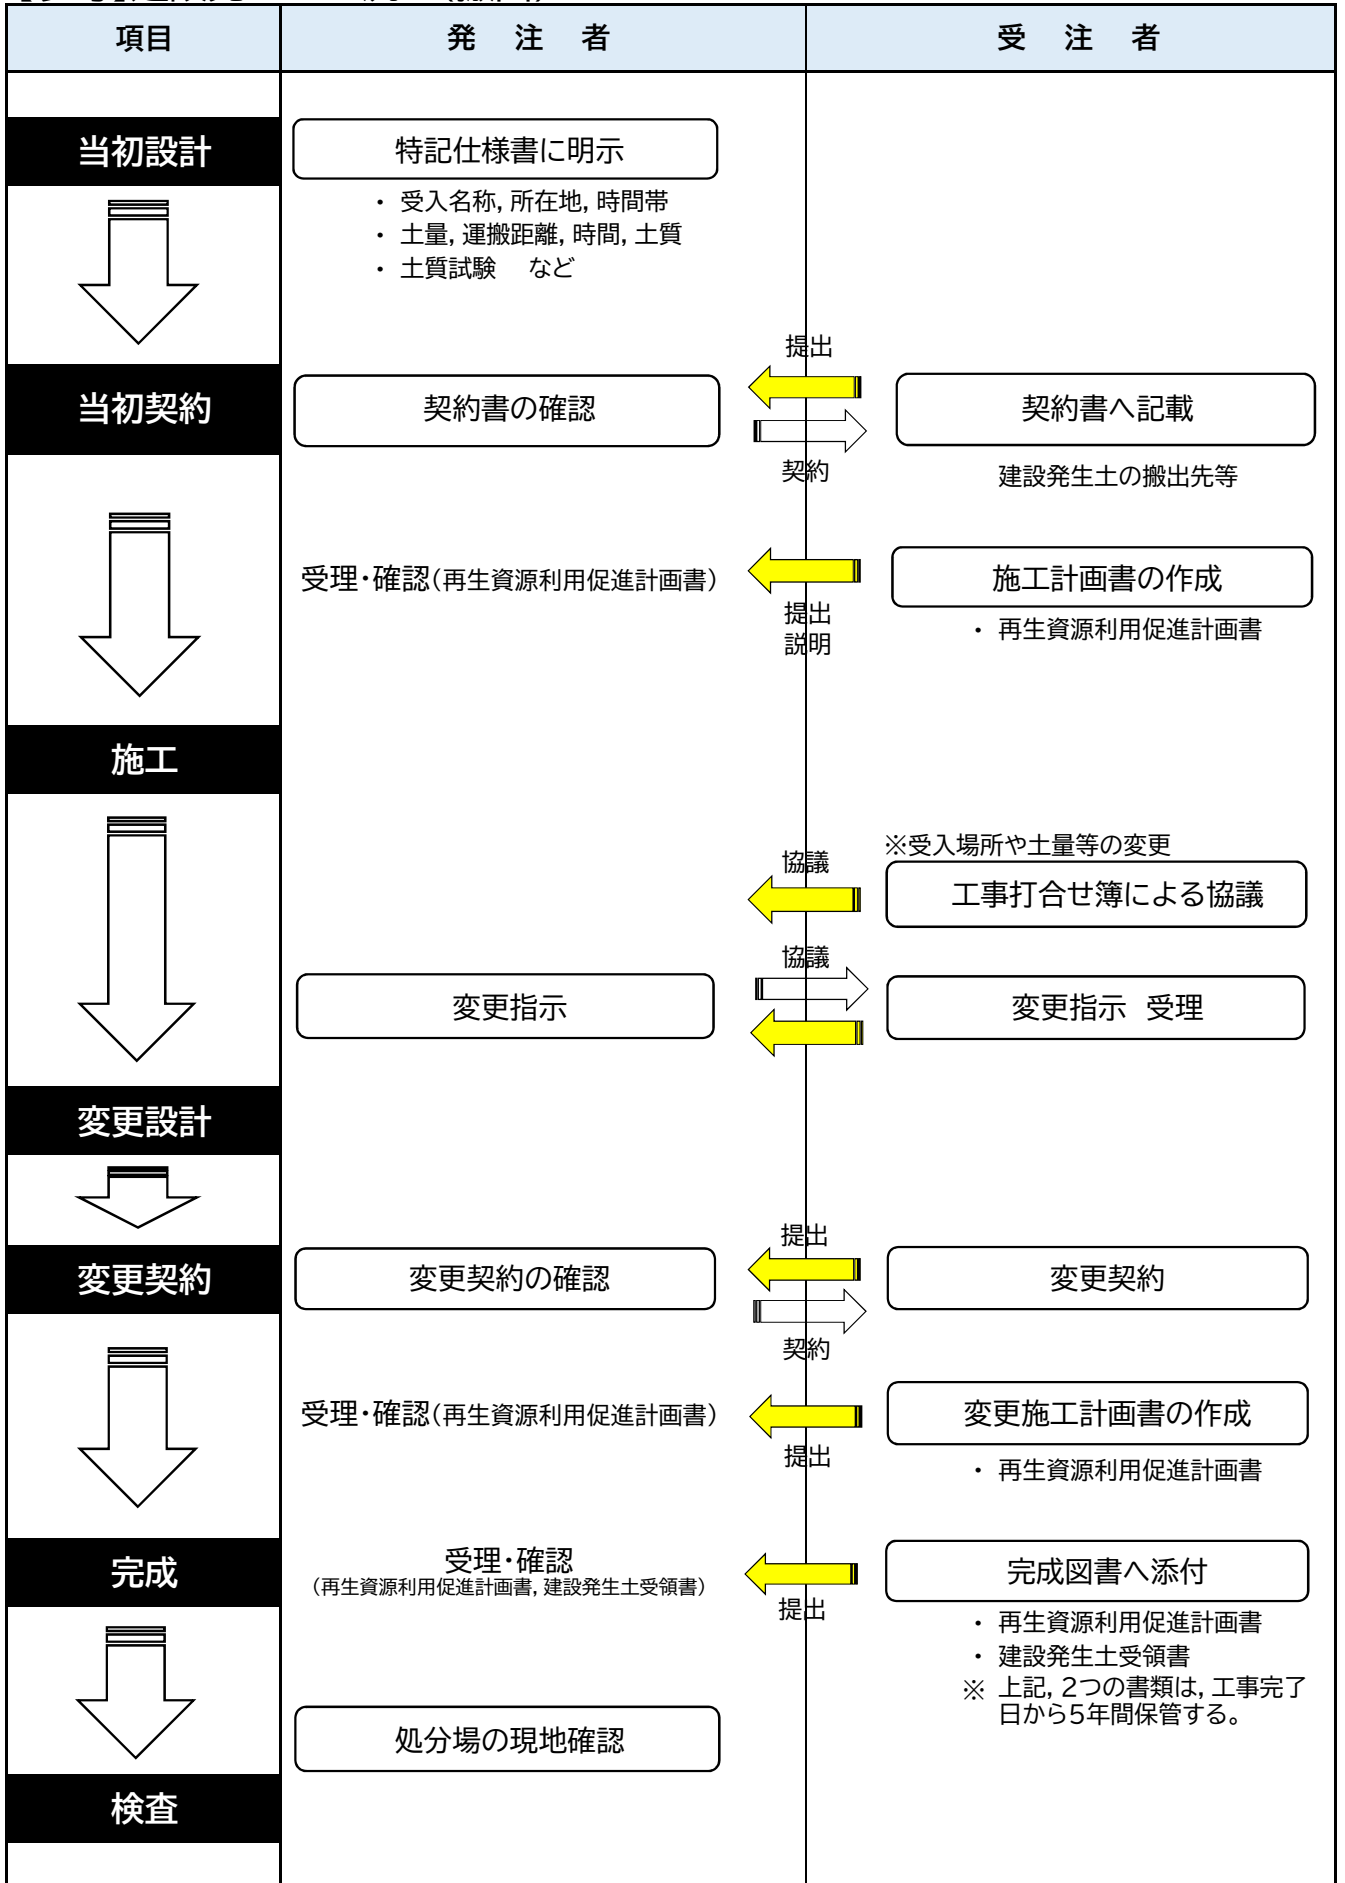 項目
発 注 者
受 注 者
当初設計
特記仕様書に明示
・ 受入名称, 所在地, 時間帯
・ 土量, 運搬距離, 時間, 土質
・ 土質試験 など
提出
当初契約
契約書の確認
契約書へ記載
契約
建設発生土の搬出先等
受理・確認(再生資源利用促進計画書)
施工計画書の作成
提出
説明
・ 再生資源利用促進計画書
施工
※受入場所や土量等の変更
協議
工事打合せ簿による協議
協議
変更指示
変更指示 受理
変更設計
提出
変更契約
変更契約の確認
変更契約
契約
受理・確認(再生資源利用促進計画書)
変更施工計画書の作成
提出
・ 再生資源利用促進計画書
完成
受理・確認
(再生資源利用促進計画書, 建設発生土受領書)
完成図書へ添付
提出
・ 再生資源利用促進計画書
・ 建設発生土受領書
※ 上記, 2つの書類は, 工事完了
日から5年間保管する。
処分場の現地確認
検査